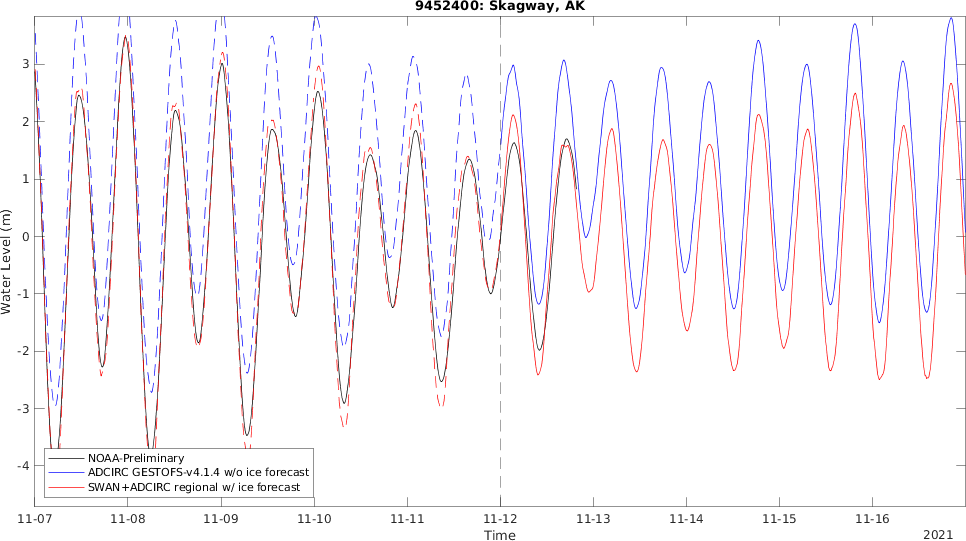 9452400: Skagway, AK
Water Level (m)
3
2
1
0
-1
-2
-3
-4
NOAA-Preliminary
ADCIRC GESTOFS-v4.1.4 w/o ice forecast
SWAN+ADCIRC regional w/ ice forecast
11-07 11-08 11-09 11-10 11-11 11-12 11-13 11-14 11-15 11-16
Time
2021